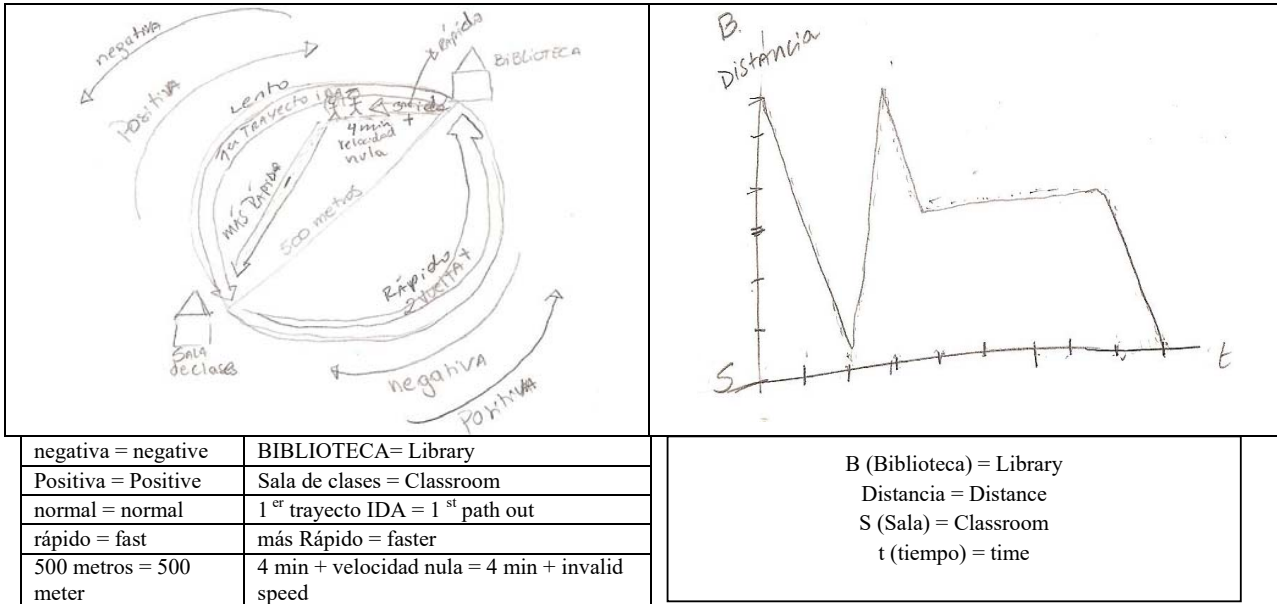 negativa
Positiva
Lento
1er TRAYECTO IDA
Rápido
BIBLIOTECA
4 min +
velocidad
nula
más Rápido
-
500 metros
Rápido
2 VUELTA +
SALA
de clases
negativa
Positiva
B.
Distancia
S
t
negativa = negative
BIBLIOTECA= Library
Positiva = Positive
Sala de clases = Classroom
normal = normal
1 er trayecto IDA = 1 st path out
rápido = fast
más Rápido = faster
500 metros = 500
meter
4 min + velocidad nula = 4 min + invalid
speed
B (Biblioteca) = Library
Distancia = Distance
S (Sala) = Classroom
t (tiempo) = time